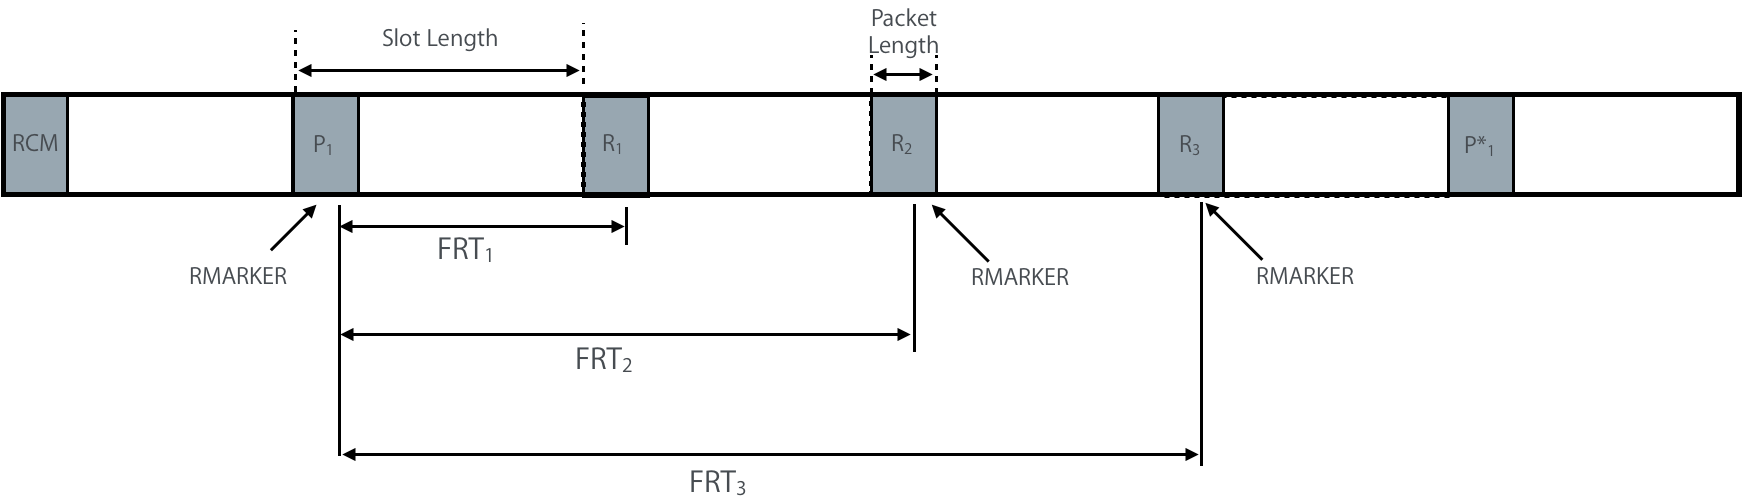 Slot Length
Packet
Length
RCM
P₁
R₁
R₂
R₃
P*₁
RMARKER
FRT₁
RMARKER
RMARKER
FRT₂
FRT₃